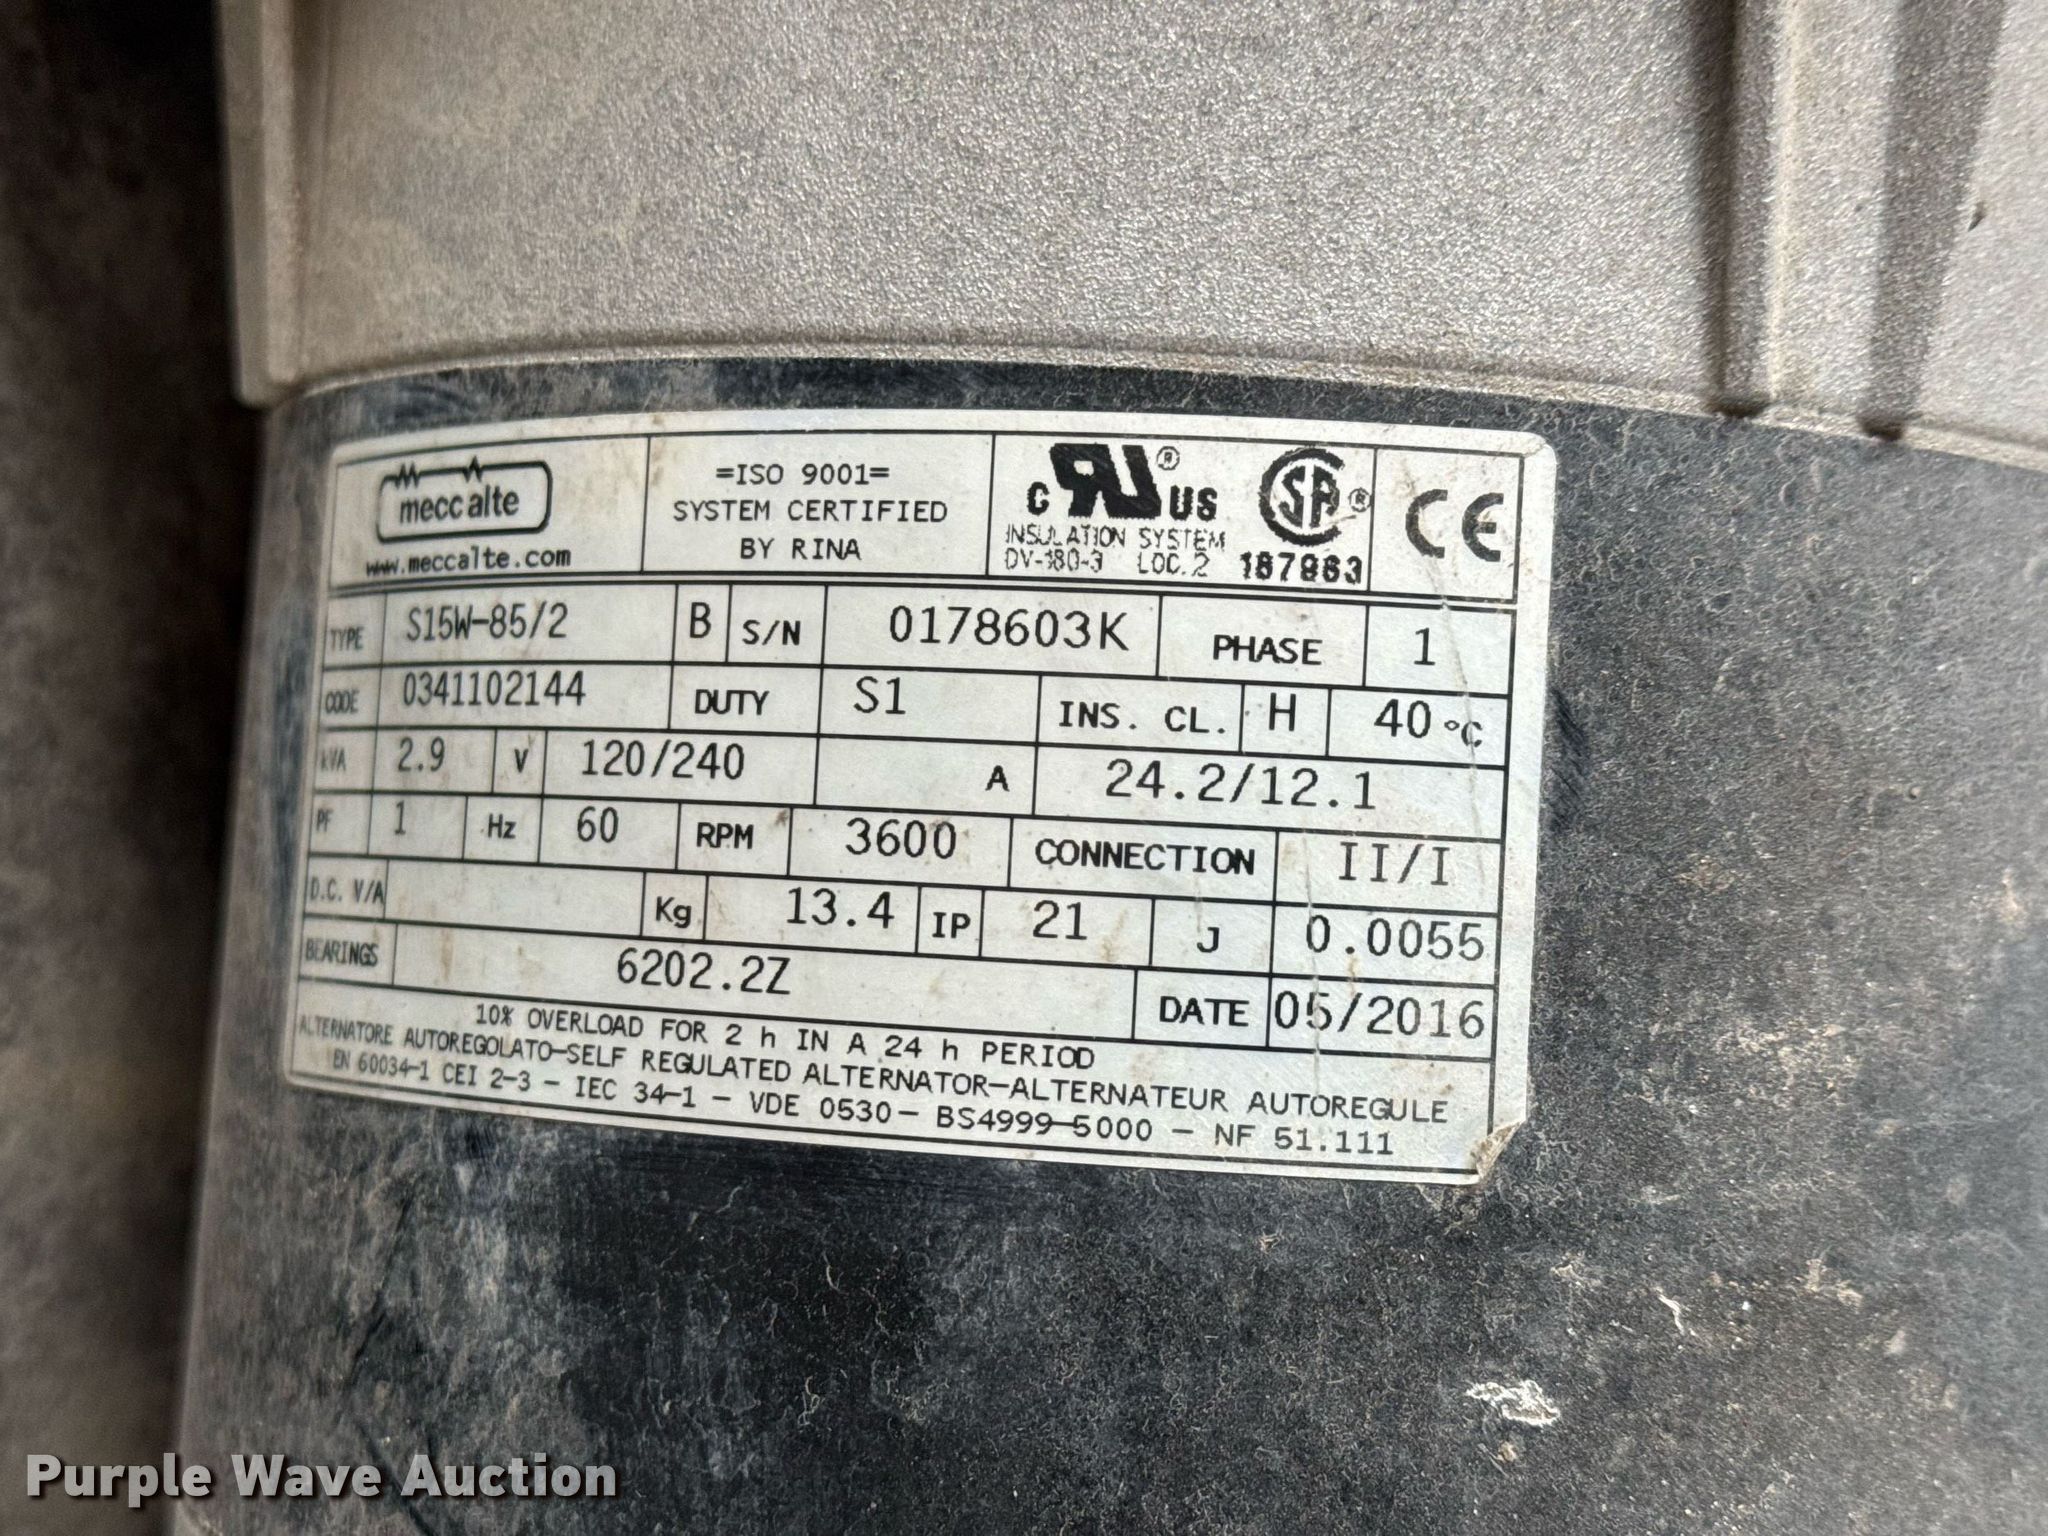 mecc alte
www.meccalte.com
=ISO 9001=
SYSTEM CERTIFIED
BY RINA
c RU ® US
INSULATION SYSTEM
DV-180-3 LOC.2
SA ®
167963
CE
TYPE S15W-85/2 B S/N 0178603K PHASE 1
CODE 0341102144 DUTY S1 INS. CL. H 40 °C
kVA 2.9 V 120/240 A 24.2/12.1
PF 1 Hz 60 RPM 3600 CONNECTION II/I
D.C. V/A Kg 13.4 IP 21 J 0.0055
BEARINGS 6202.2Z DATE 05/2016
10% OVERLOAD FOR 2 h IN A 24 h PERIOD
ALTERNATORE AUTOREGOLATO-SELF REGULATED ALTERNATOR-ALTERNATEUR AUTOREGULE
EN 60034-1 CEI 2-3 - IEC 34-1 - VDE 0530- BS4999-5000 - NF 51.111
Purple Wave Auction